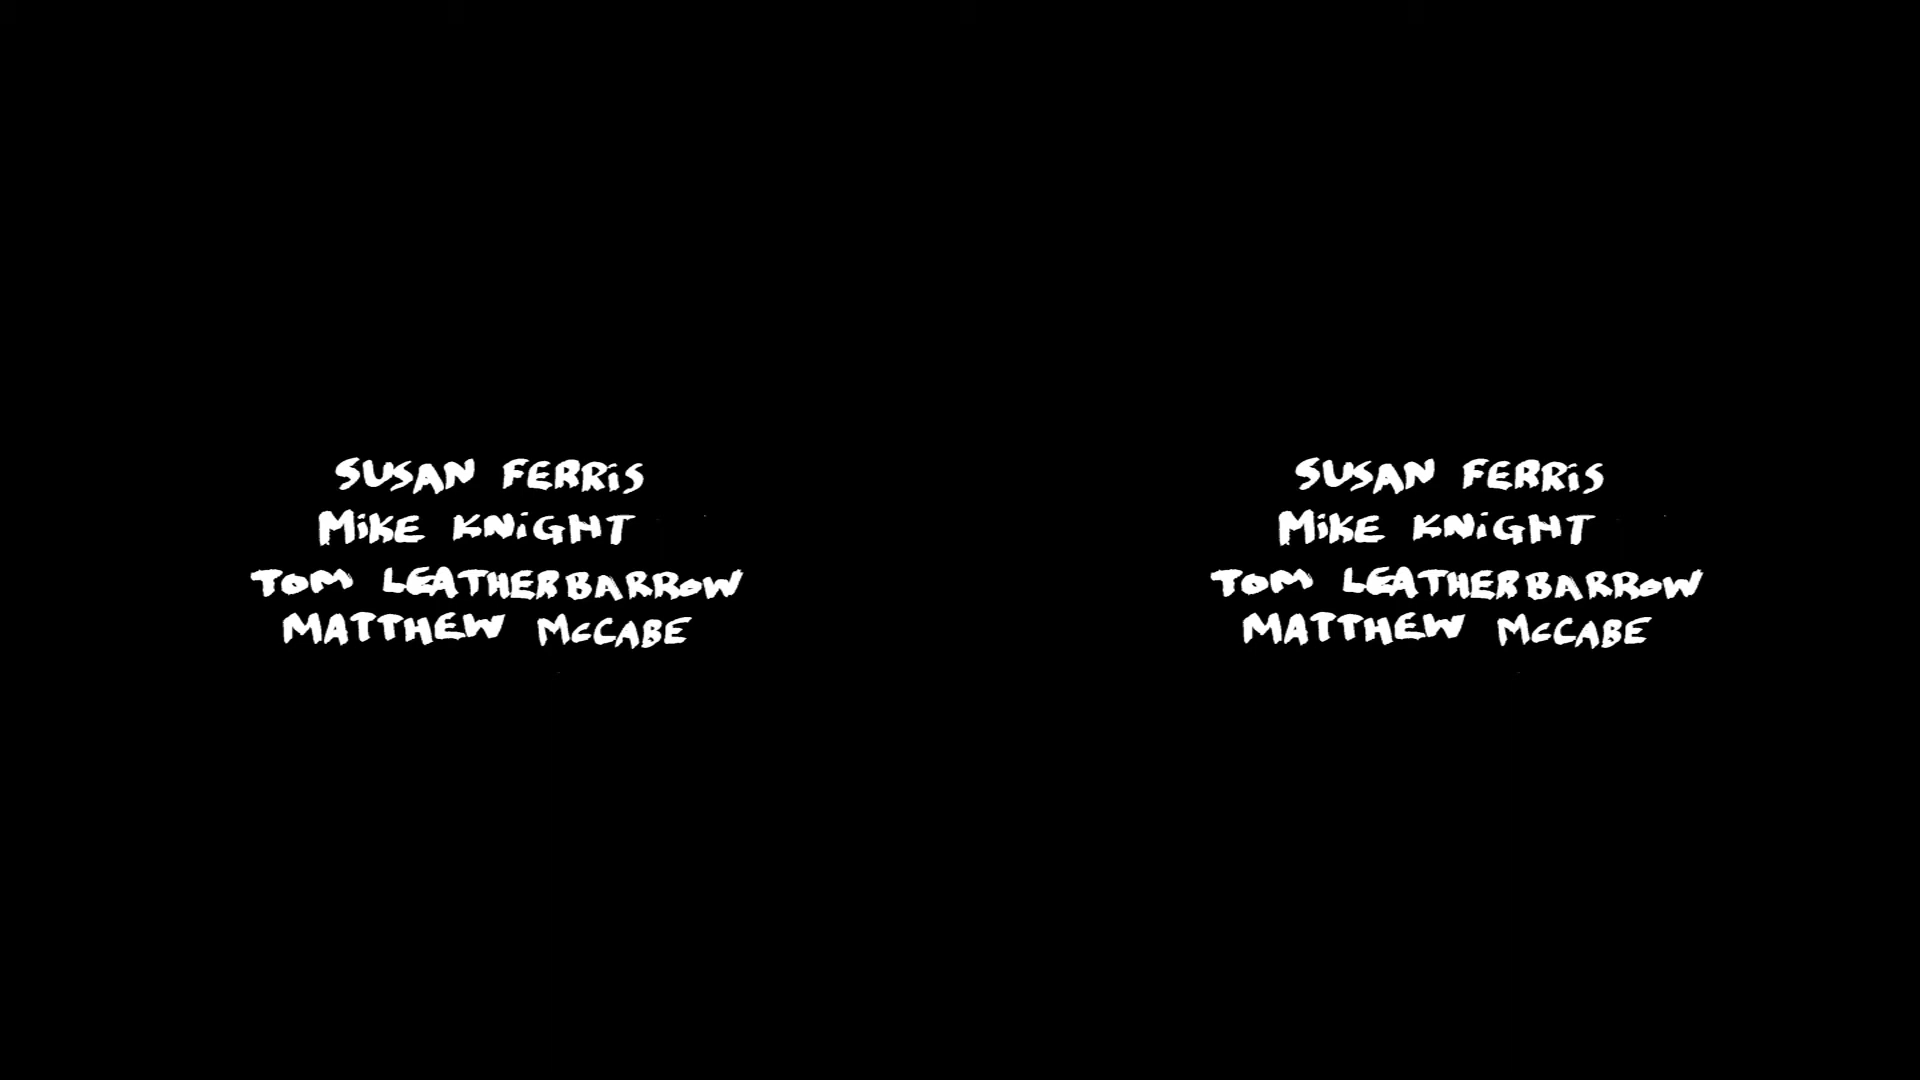 SUSAN FERRiS
MiKE KNiGHT
TOM LEATHERBARROW
MATTHEW McCABE
SUSAN FERRiS
MiKE KNiGHT
TOM LEATHERBARROW
MATTHEW McCABE